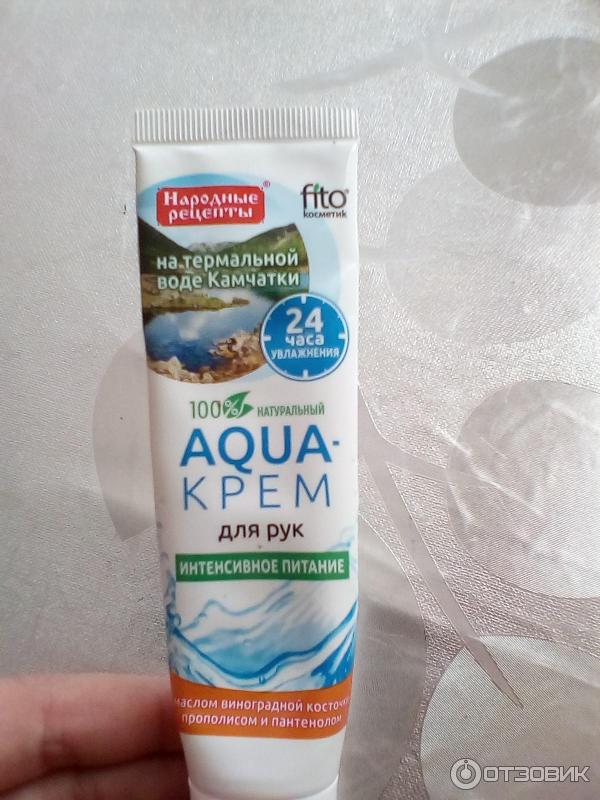 Народные
рецепты®
fito®
косметик
на термальной
воде Камчатки
24
часа
УВЛАЖНЕНИЯ
100% НАТУРАЛЬНЫЙ
AQUA-
КРЕМ
для рук
ИНТЕНСИВНОЕ ПИТАНИЕ
маслом виноградной косточки
прополисом и пантенолом
ОТЗОВИК